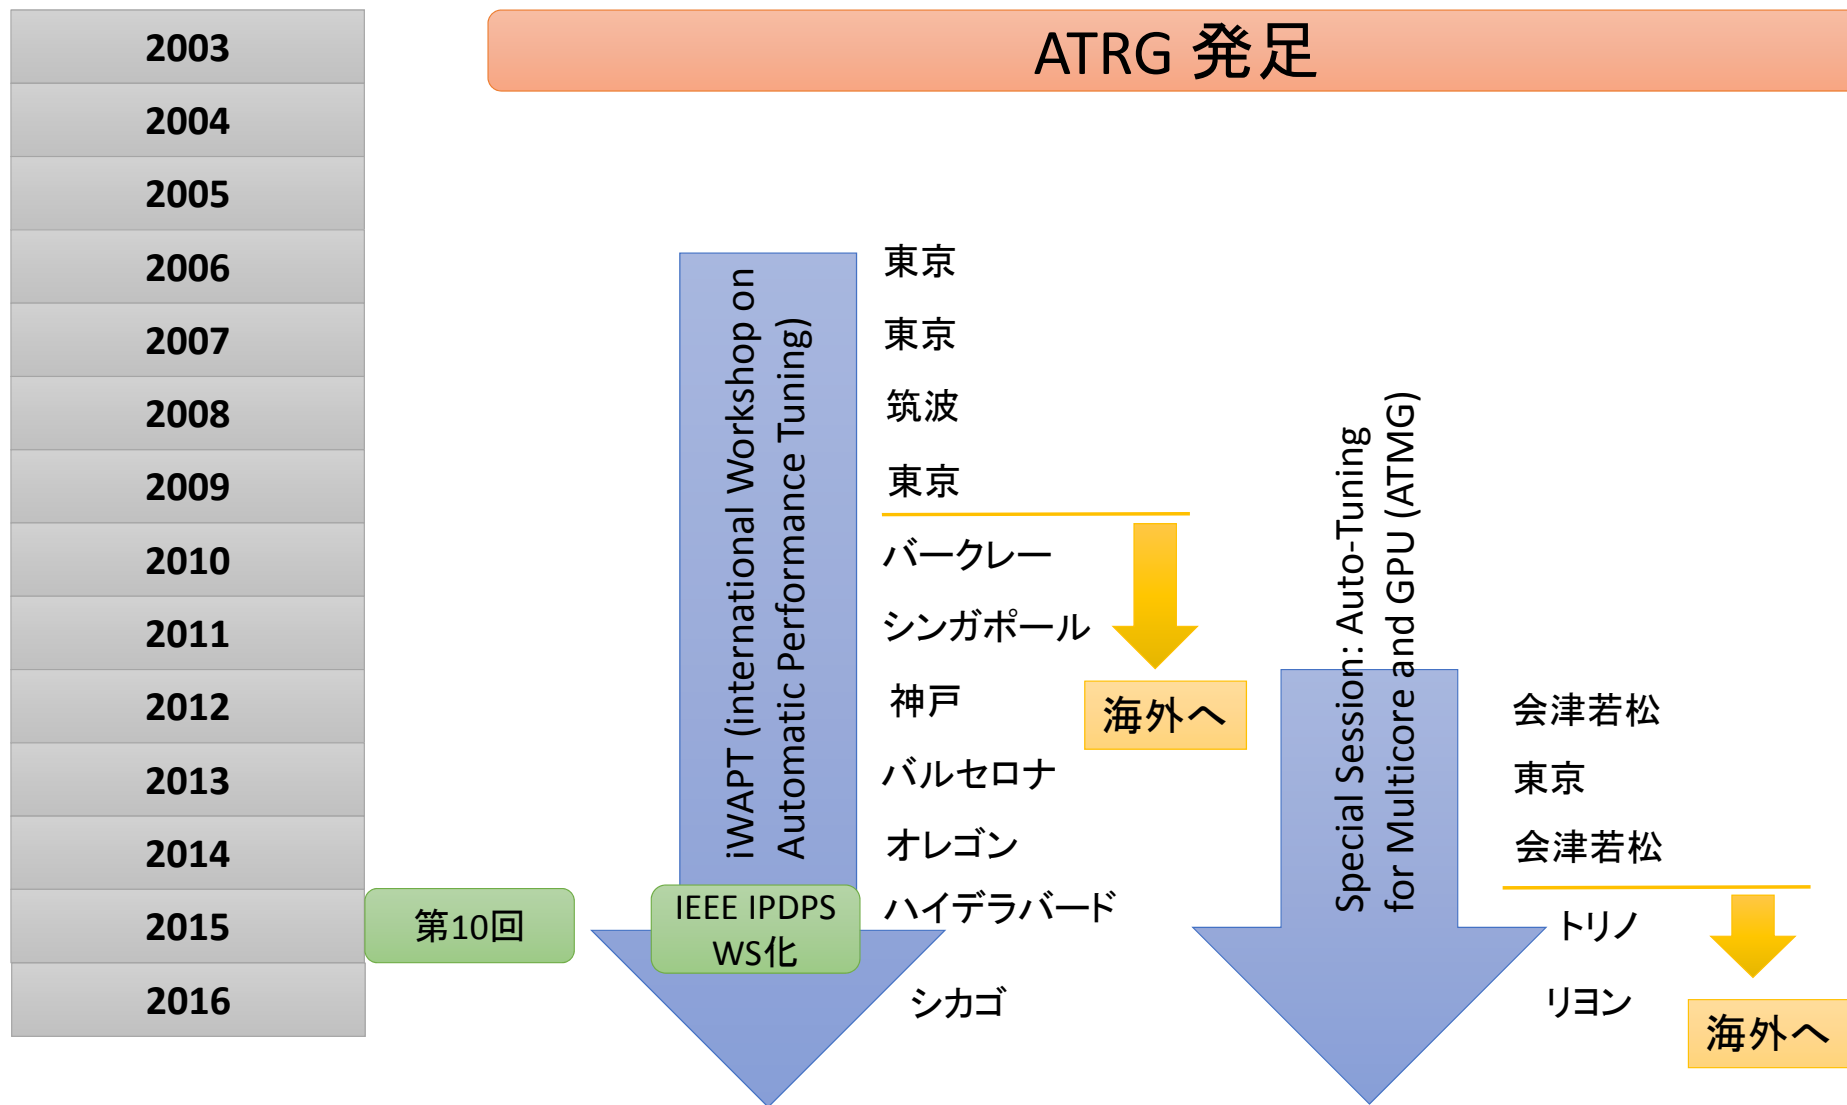 2003
ATRG 発足
2004
2005
2006
2007
2008
2009
2010
2011
2012
2013
2014
2015
2016
第10回
iWAPT (international Workshop on
Automatic Performance Tuning)
IEEE IPDPS
WS化
東京
東京
筑波
東京
バークレー
シンガポール
神戸
バルセロナ
オレゴン
ハイデラバード
シカゴ
海外へ
Special Session: Auto-Tuning
for Multicore and GPU (ATMG)
会津若松
東京
会津若松
トリノ
リヨン
海外へ